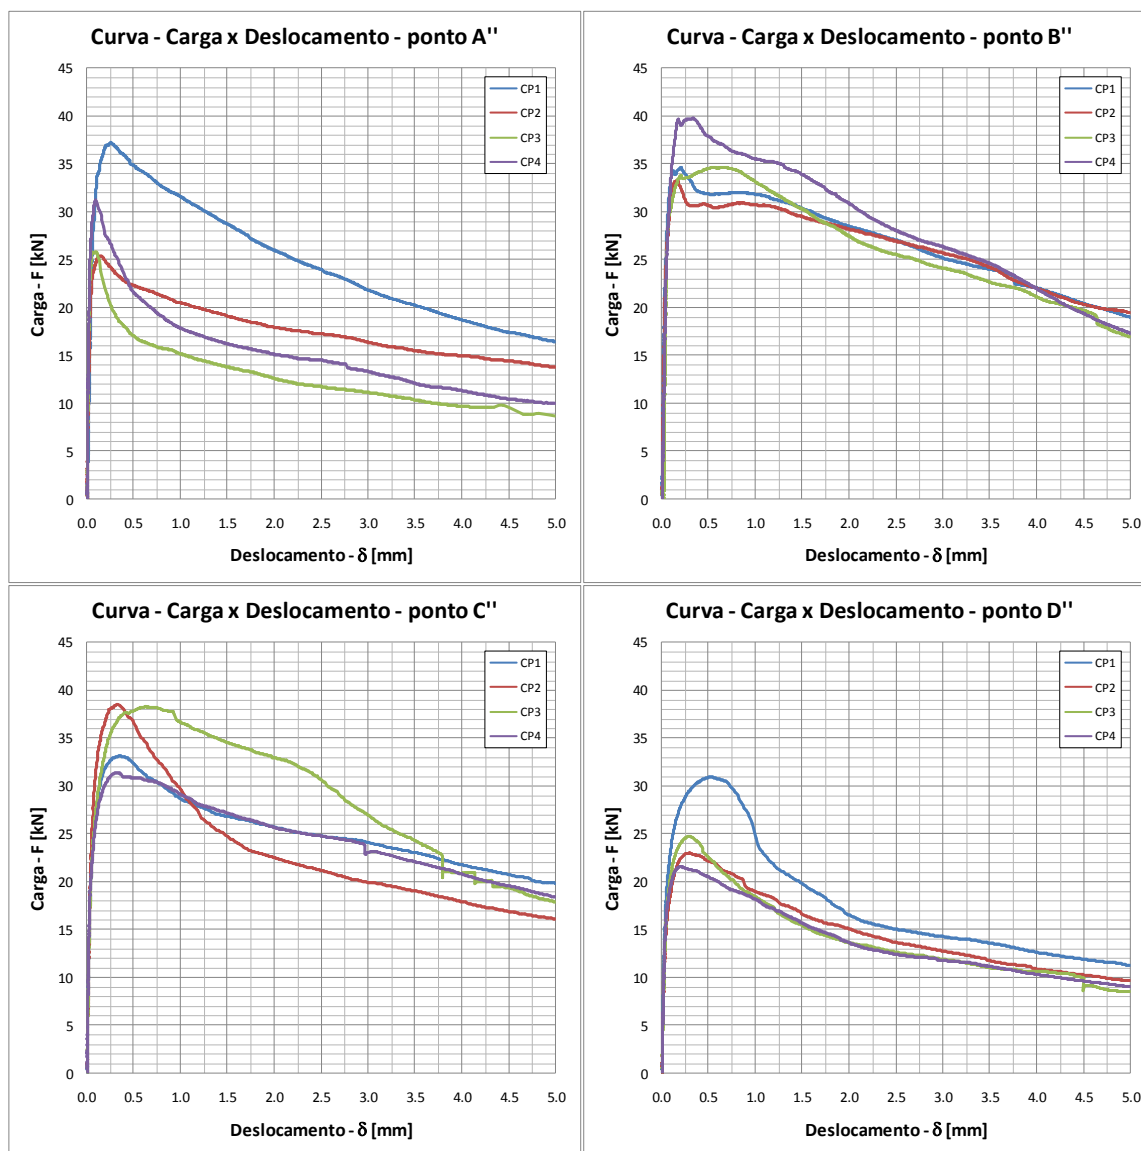 Curva - Carga x Deslocamento - ponto A''
45
40
35
30
25
20
15
10
5
0
Carga - F [kN]
CP1
CP2
CP3
CP4
0.0 0.5 1.0 1.5 2.0 2.5 3.0 3.5 4.0 4.5 5.0
Deslocamento - δ [mm]
Curva - Carga x Deslocamento - ponto B''
45
40
35
30
25
20
15
10
5
0
Carga - F [kN]
CP1
CP2
CP3
CP4
0.0 0.5 1.0 1.5 2.0 2.5 3.0 3.5 4.0 4.5 5.0
Deslocamento - δ [mm]
Curva - Carga x Deslocamento - ponto C''
45
40
35
30
25
20
15
10
5
0
Carga - F [kN]
CP1
CP2
CP3
CP4
0.0 0.5 1.0 1.5 2.0 2.5 3.0 3.5 4.0 4.5 5.0
Deslocamento - δ [mm]
Curva - Carga x Deslocamento - ponto D''
45
40
35
30
25
20
15
10
5
0
Carga - F [kN]
CP1
CP2
CP3
CP4
0.0 0.5 1.0 1.5 2.0 2.5 3.0 3.5 4.0 4.5 5.0
Deslocamento - δ [mm]